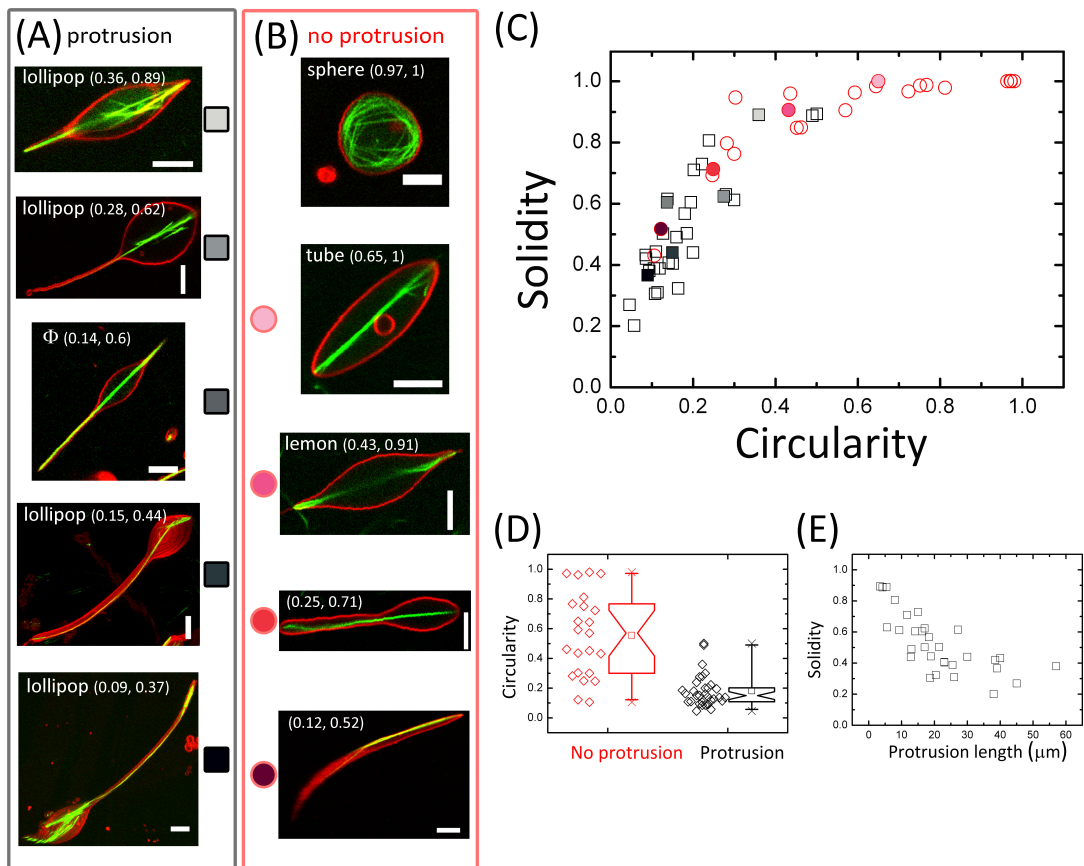 (A) protrusion
lollipop (0.36, 0.89)
lollipop (0.28, 0.62)
Φ (0.14, 0.6)
lollipop (0.15, 0.44)
lollipop (0.09, 0.37)
(B) no protrusion
sphere (0.97, 1)
tube (0.65, 1)
lemon (0.43, 0.91)
(0.25, 0.71)
(0.12, 0.52)
(C)
Solidity
1.0
0.8
0.6
0.4
0.2
0.0
0.0 0.2 0.4 0.6 0.8 1.0
Circularity
(D)
Circularity
1.0
0.8
0.6
0.4
0.2
0.0
No protrusion Protrusion
(E)
Solidity
1.0
0.8
0.6
0.4
0.2
0.0
0 10 20 30 40 50 60
Protrusion length (μm)